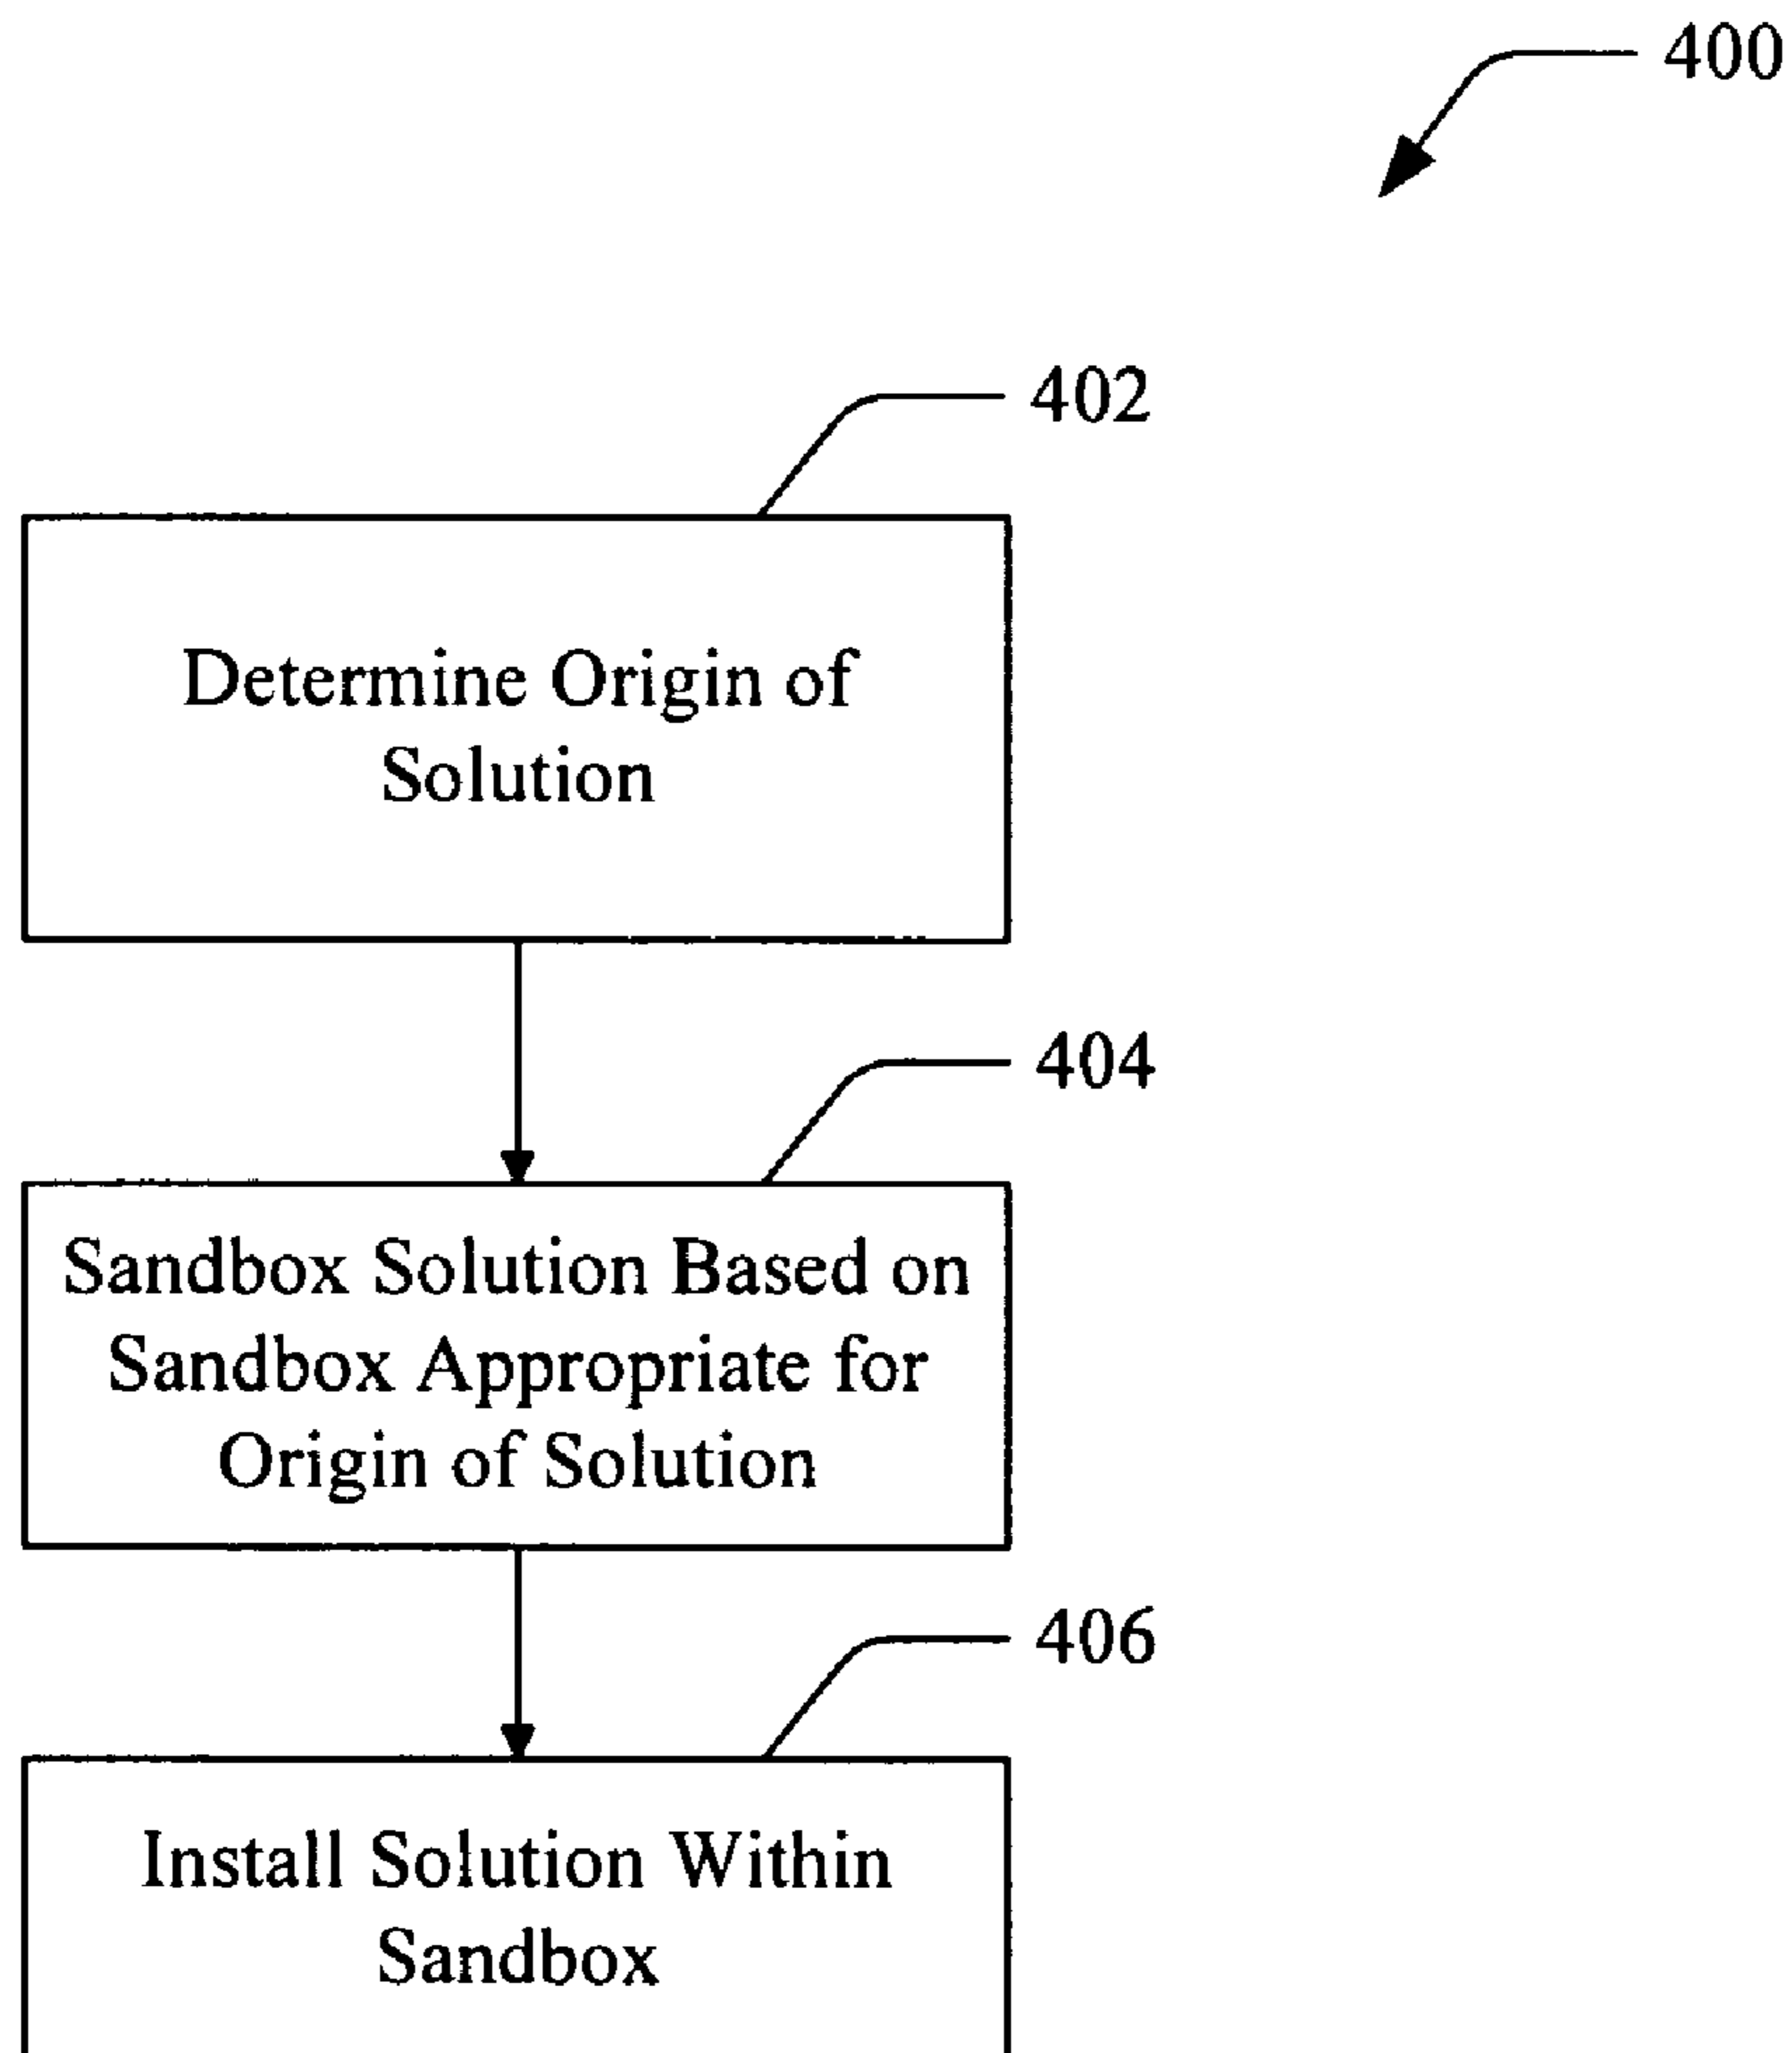 400
402
Determine Origin of
Solution
404
Sandbox Solution Based on
Sandbox Appropriate for
Origin of Solution
406
Install Solution Within
Sandbox